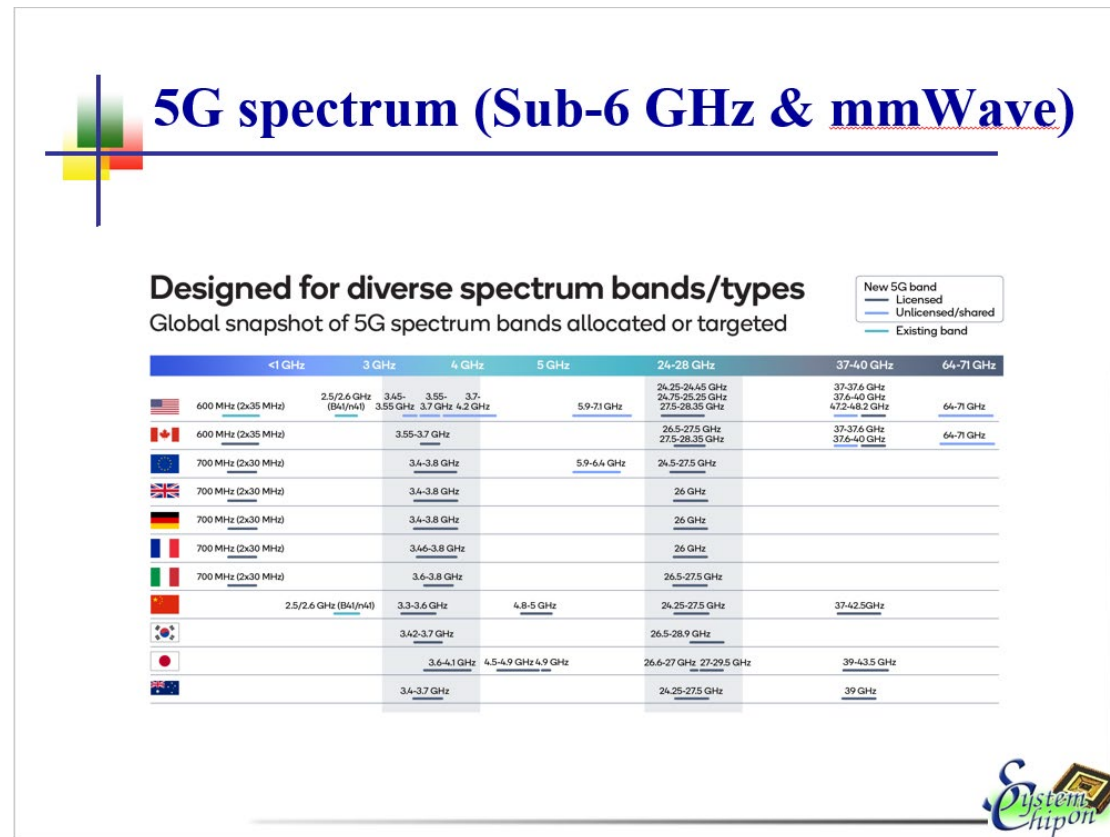 5G spectrum (Sub-6 GHz & mmWave)
Designed for diverse spectrum bands/types
Global snapshot of 5G spectrum bands allocated or targeted
New 5G band
Licensed
Unlicensed/shared
Existing band
<1 GHz 3 GHz 4 GHz 5 GHz 24-28 GHz 37-40 GHz 64-71 GHz
600 MHz (2x35 MHz)
2.5/2.6 GHz
(B41/n41)
3.45-
3.55 GHz
3.55-
3.7 GHz
3.7-
4.2 GHz
5.9-7.1 GHz
24.25-24.45 GHz
24.75-25.25 GHz
27.5-28.35 GHz
37-37.6 GHz
37.6-40 GHz
47.2-48.2 GHz
64-71 GHz
600 MHz (2x35 MHz)
3.55-3.7 GHz
26.5-27.5 GHz
27.5-28.35 GHz
37-37.6 GHz
37.6-40 GHz
64-71 GHz
700 MHz (2x30 MHz) 3.4-3.8 GHz 5.9-6.4 GHz 24.5-27.5 GHz
700 MHz (2x30 MHz) 3.4-3.8 GHz 26 GHz
700 MHz (2x30 MHz) 3.4-3.8 GHz 26 GHz
700 MHz (2x30 MHz) 3.46-3.8 GHz 26 GHz
700 MHz (2x30 MHz) 3.6-3.8 GHz 26.5-27.5 GHz
2.5/2.6 GHz (B41/n41) 3.3-3.6 GHz 4.8-5 GHz 24.25-27.5 GHz 37-42.5GHz
3.42-3.7 GHz 26.5-28.9 GHz
3.6-4.1 GHz 4.5-4.9 GHz 4.9 GHz 26.6-27 GHz 27-29.5 GHz 39-43.5 GHz
3.4-3.7 GHz 24.25-27.5 GHz 39 GHz
System
Chipon